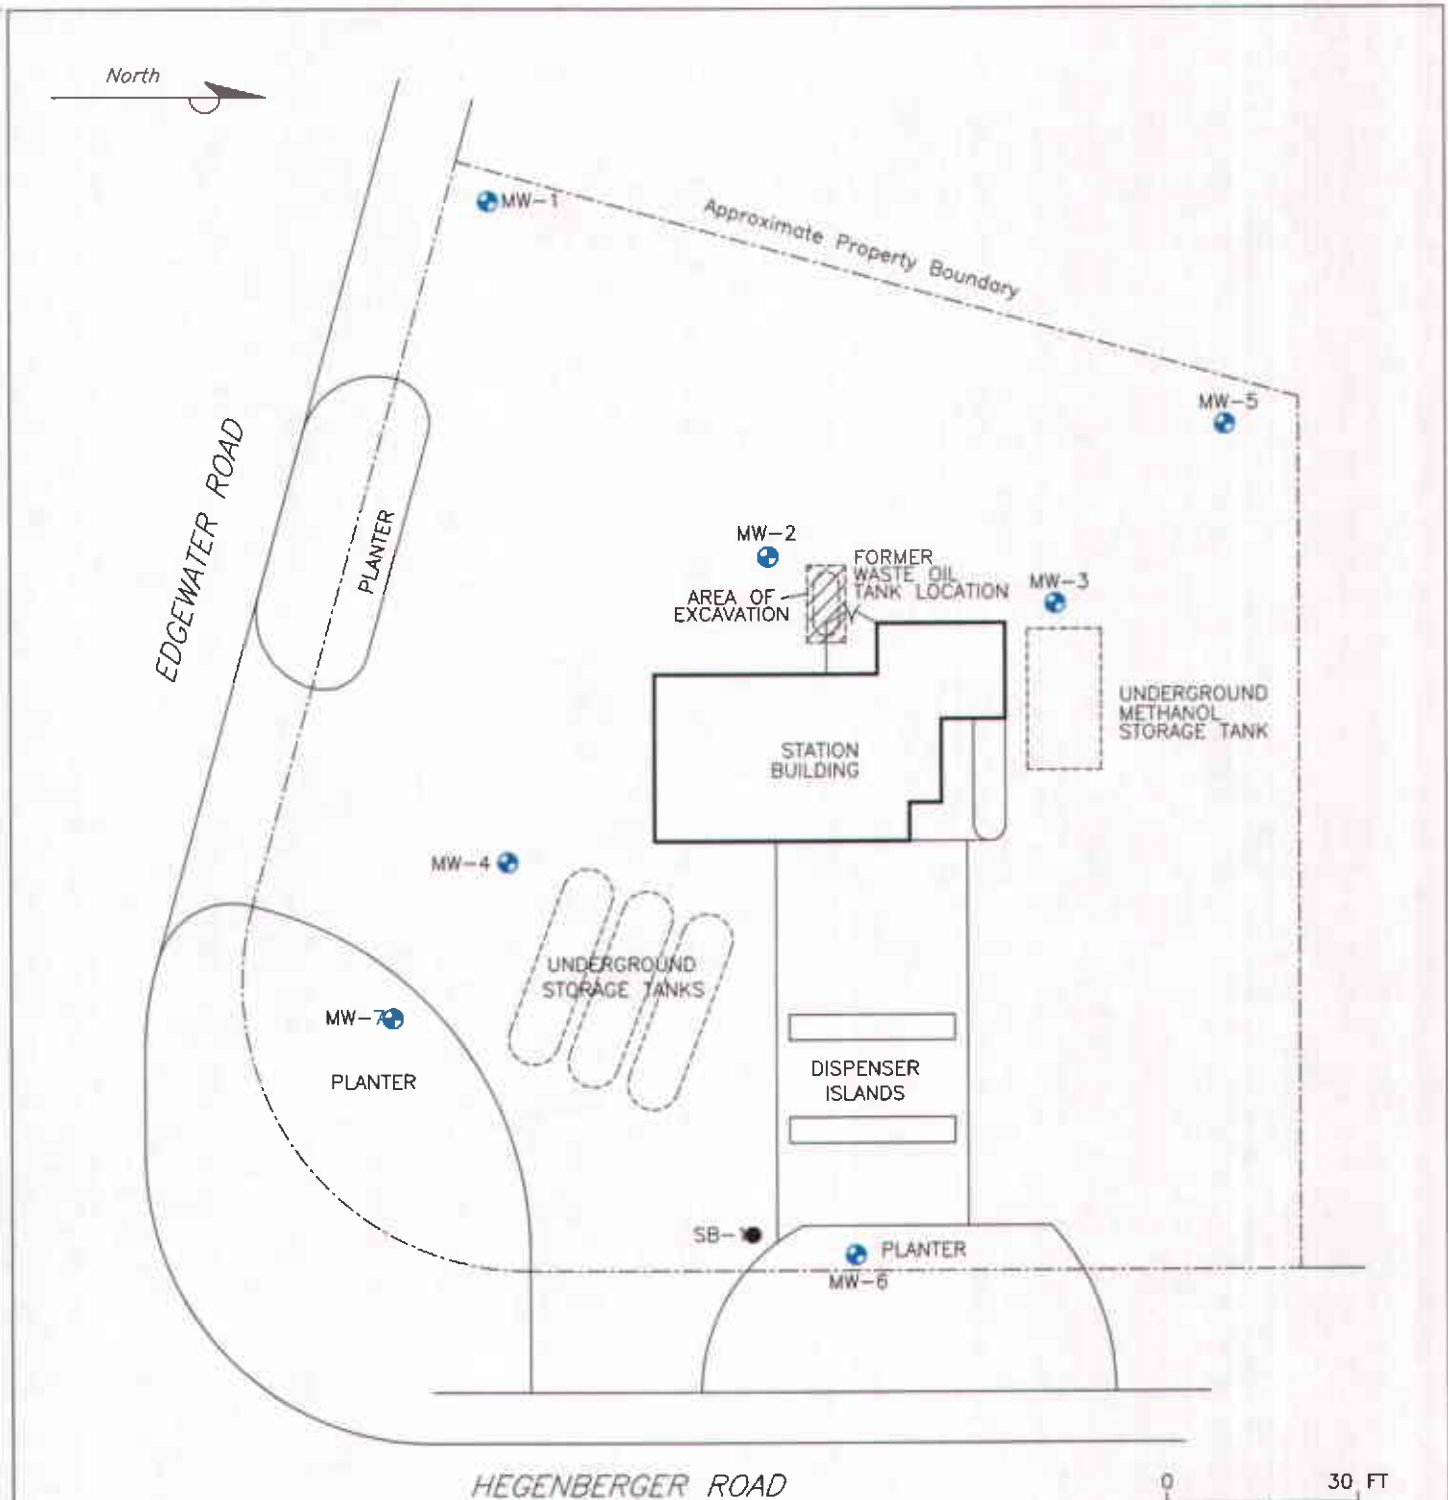 North
MW-1
Approximate Property Boundary
MW-5
EDGEWATER ROAD
PLANTER
MW-2
FORMER
WASTE OIL
TANK LOCATION
AREA OF
EXCAVATION
MW-3
UNDERGROUND
METHANOL
STORAGE TANK
STATION
BUILDING
MW-4
UNDERGROUND
STORAGE TANKS
MW-7
PLANTER
DISPENSER
ISLANDS
SB-1
PLANTER
MW-6
HEGENBERGER ROAD
0
30 FT